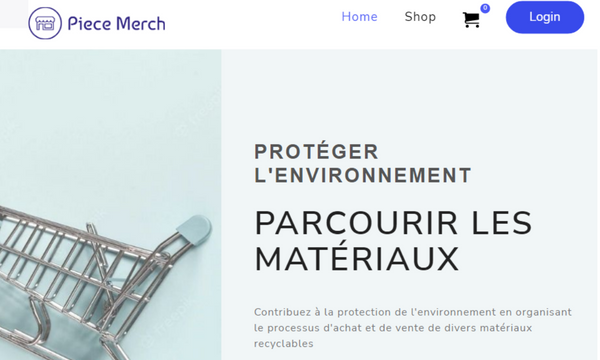 Piece Merch
Home
Shop
0
Login
PROTÉGER
L'ENVIRONNEMENT
PARCOURIR LES
MATÉRIAUX
Contribuez à la protection de l'environnement en organisant
le processus d'achat et de vente de divers matériaux
recyclables